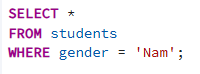 SELECT *
FROM students
WHERE gender = 'Nam';